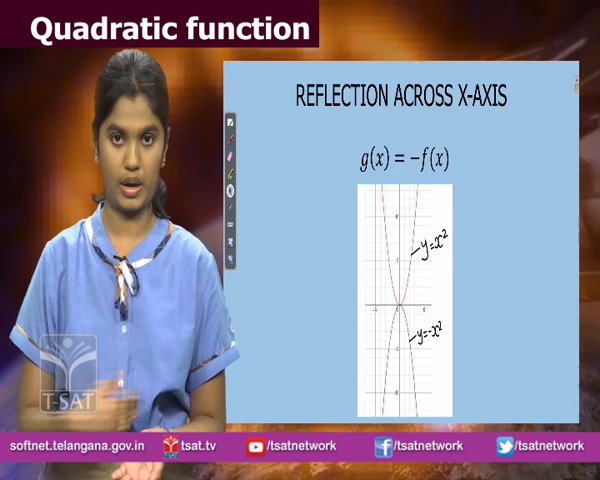 Quadratic function
REFLECTION ACROSS X-AXIS
g(x) = -f(x)
y=x²
y=-x²
T-SAT
softnet.telangana.gov.in tsat.tv /tsatnetwork /tsatnetwork /tsatnetwork